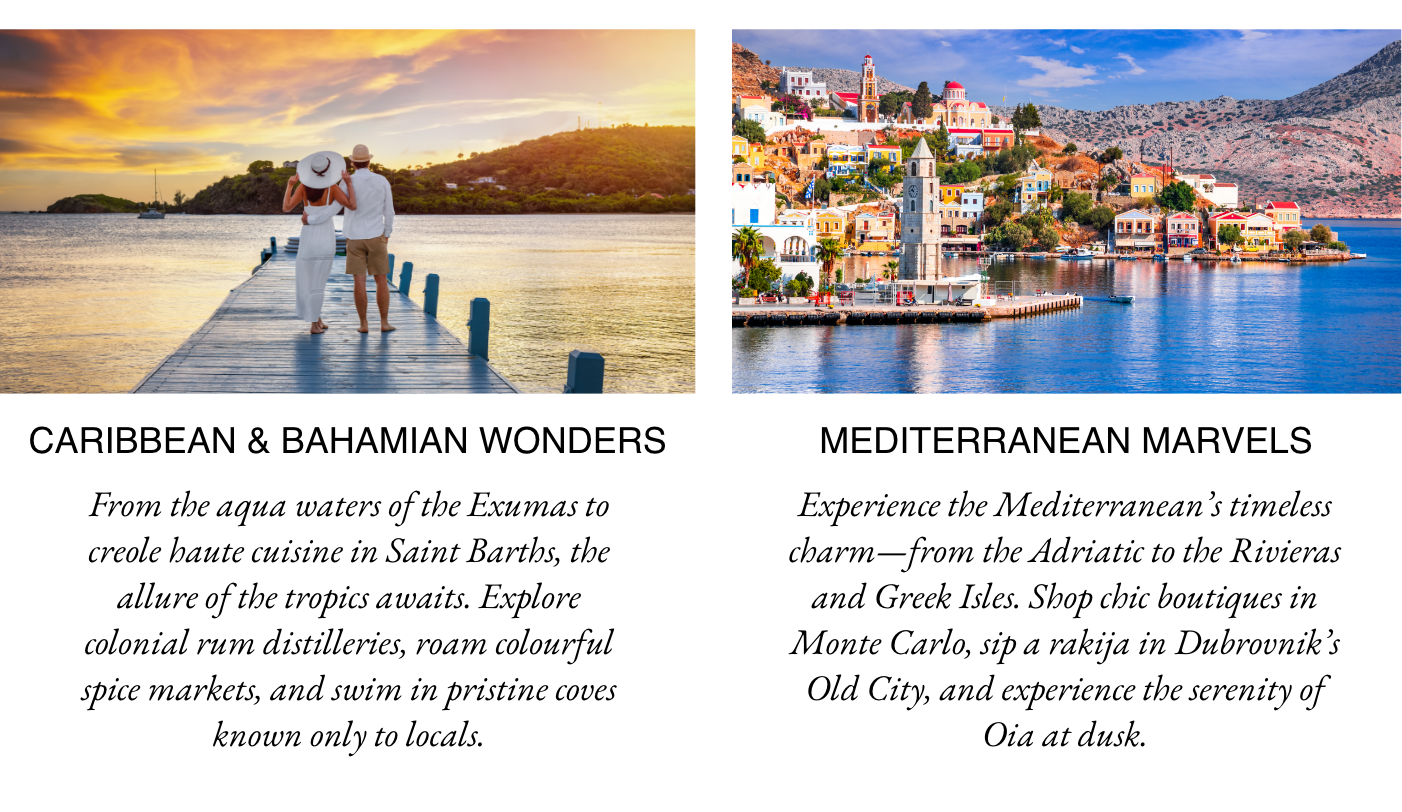 CARIBBEAN & BAHAMIAN WONDERS
From the aqua waters of the Exumas to
creole haute cuisine in Saint Barths, the
allure of the tropics awaits. Explore
colonial rum distilleries, roam colourful
spice markets, and swim in pristine coves
known only to locals.
MEDITERRANEAN MARVELS
Experience the Mediterranean’s timeless
charm—from the Adriatic to the Rivieras
and Greek Isles. Shop chic boutiques in
Monte Carlo, sip a rakija in Dubrovnik’s
Old City, and experience the serenity of
Oia at dusk.